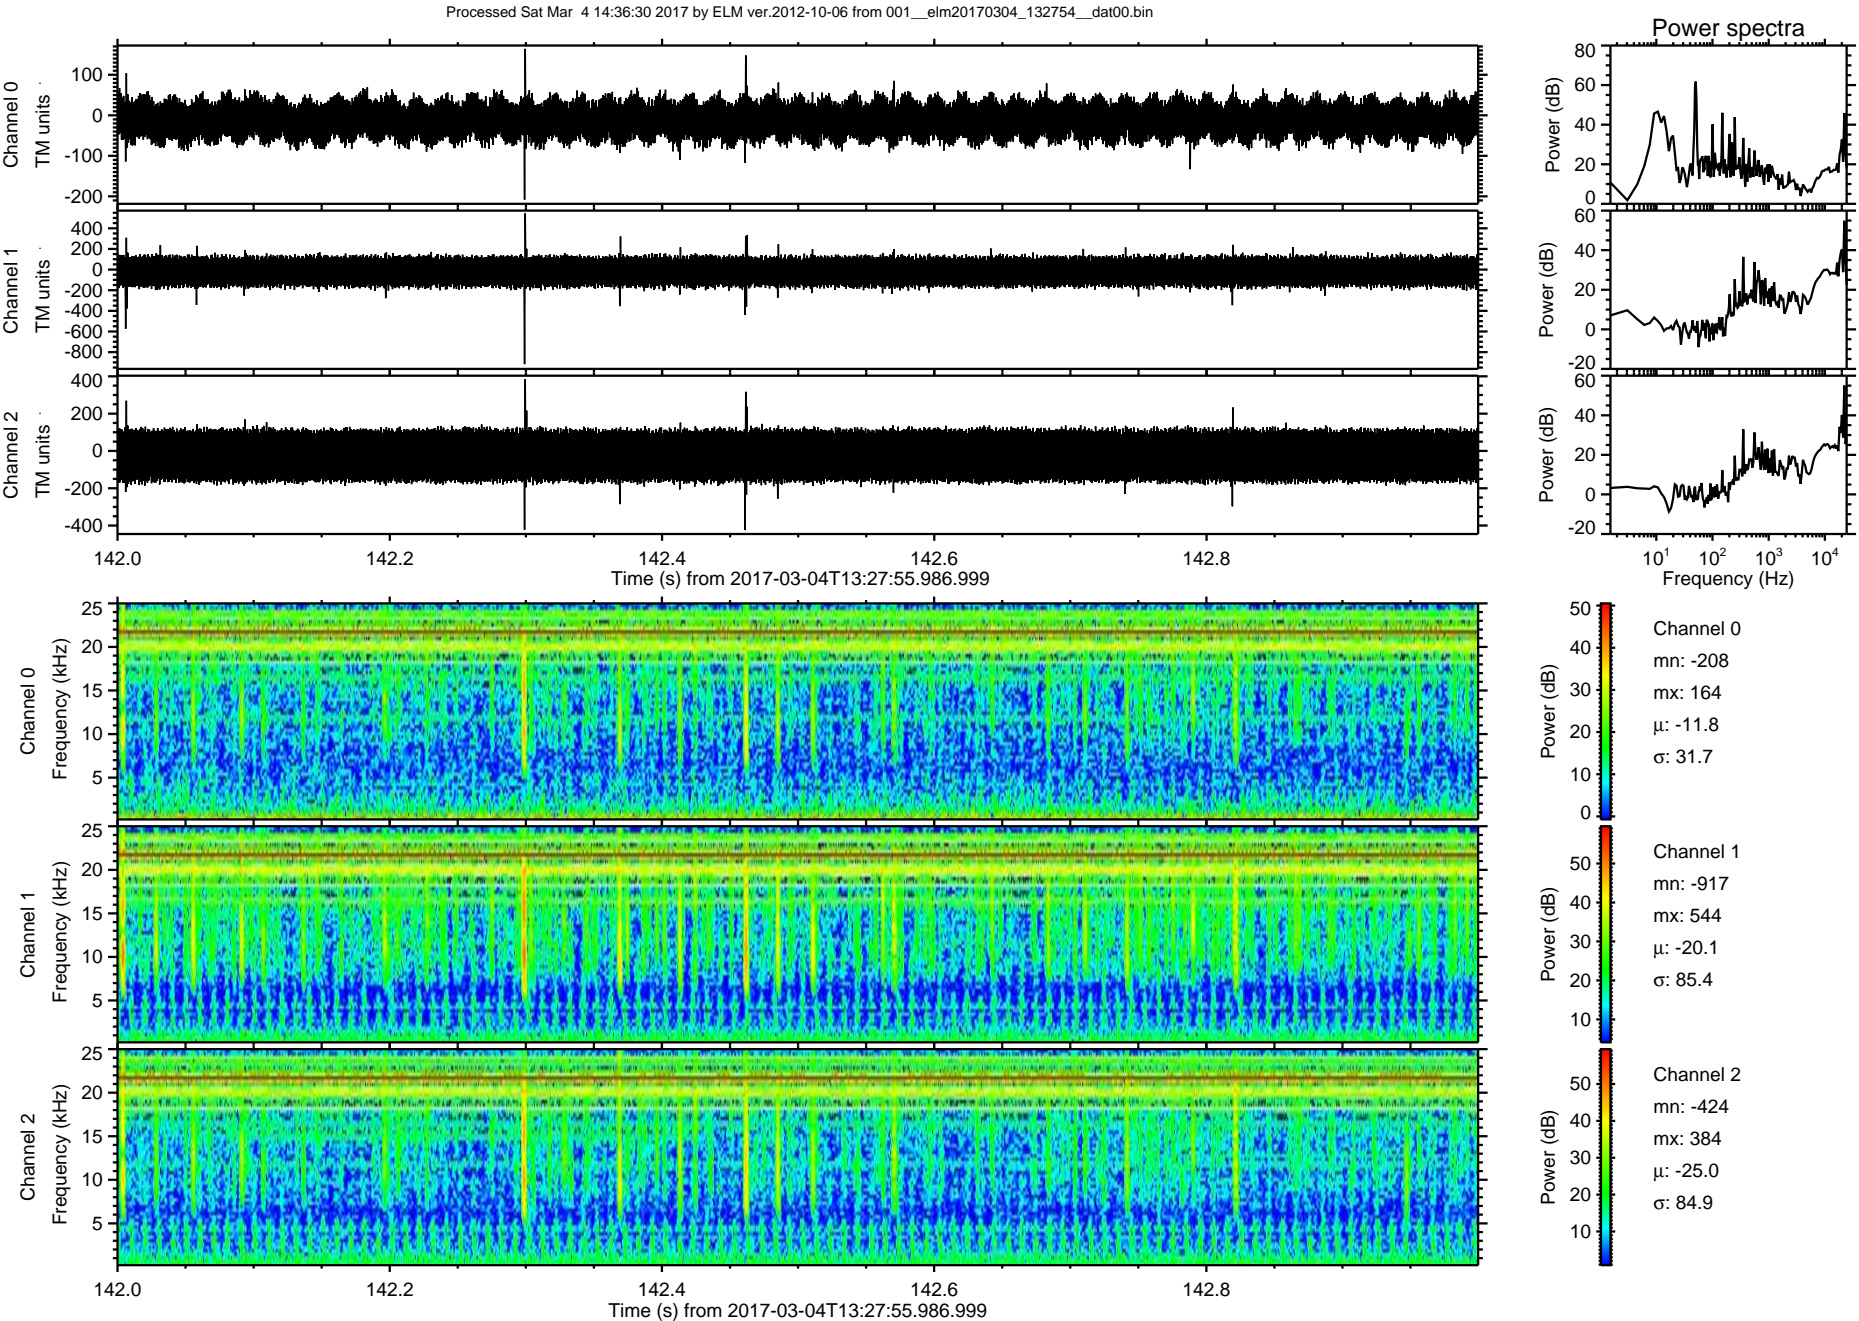 Processed Sat Mar 4 14:36:30 2017 by ELM ver.2012-10-06 from 001__elm20170304_132754__dat00.bin
Power spectra
Channel 0
TM units
100
0
-100
-200
Power (dB)
80
60
40
20
0
Channel 1
TM units
400
200
0
-200
-400
-600
-800
Power (dB)
60
40
20
0
-20
Channel 2
TM units
400
200
0
-200
-400
Power (dB)
60
40
20
0
-20
142.0 142.2 142.4 142.6 142.8
Time (s) from 2017-03-04T13:27:55.986.999
10^1 10^2 10^3 10^4
Frequency (Hz)
Channel 0
Frequency (kHz)
25
20
15
10
5
Power (dB)
50
40
30
20
10
0
Channel 0
mn: -208
mx: 164
µ: -11.8
σ: 31.7
Channel 1
Frequency (kHz)
25
20
15
10
5
Power (dB)
50
40
30
20
10
Channel 1
mn: -917
mx: 544
µ: -20.1
σ: 85.4
Channel 2
Frequency (kHz)
25
20
15
10
5
Power (dB)
50
40
30
20
10
Channel 2
mn: -424
mx: 384
µ: -25.0
σ: 84.9
142.0 142.2 142.4 142.6 142.8
Time (s) from 2017-03-04T13:27:55.986.999